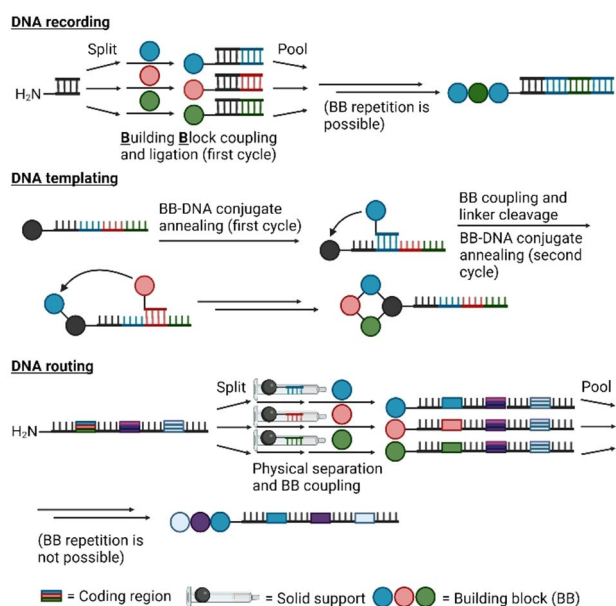 DNA recording
Split
Pool
H₂N
Building Block coupling
and ligation (first cycle)
(BB repetition is
possible)
DNA templating
BB-DNA conjugate
annealing (first cycle)
BB coupling and
linker cleavage
BB-DNA conjugate
annealing (second
cycle)
DNA routing
Split
Pool
H₂N
Physical separation
and BB coupling
(BB repetition is
not possible)
= Coding region
= Solid support
= Building block (BB)